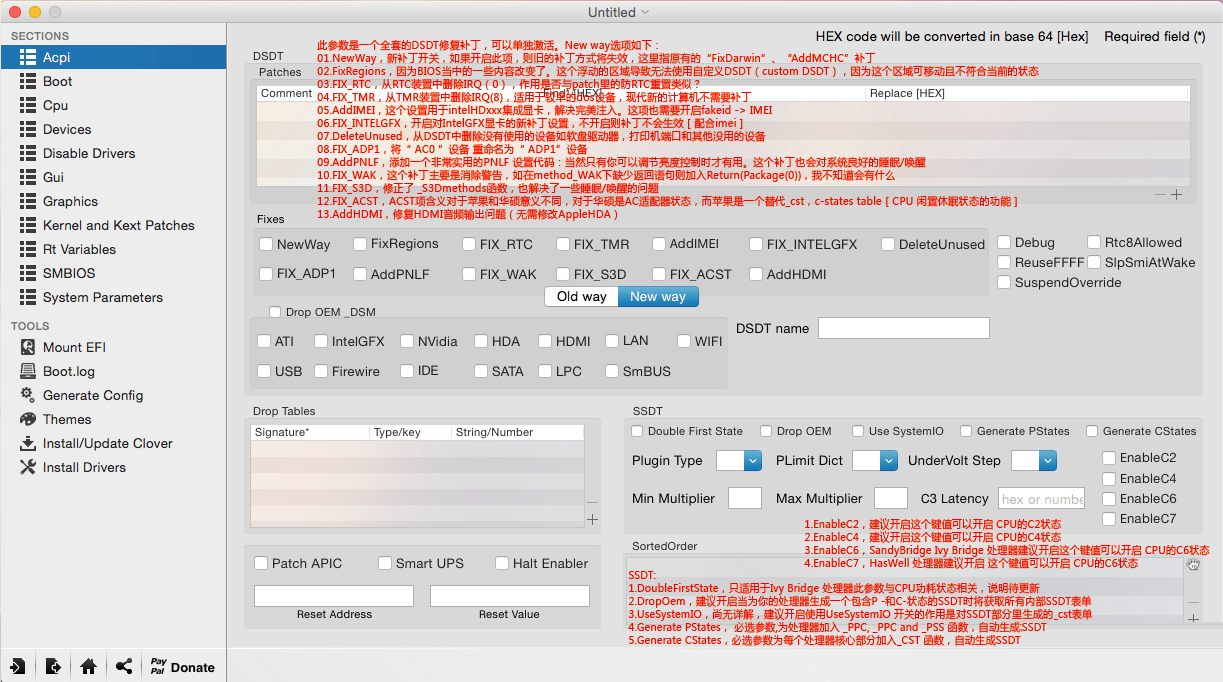 Untitled
HEX code will be converted in base 64 [Hex] Required field (*)
SECTIONS
Acpi
Boot
Cpu
Devices
Disable Drivers
Gui
Graphics
Kernel and Kext Patches
Rt Variables
SMBIOS
System Parameters
TOOLS
Mount EFI
Boot.log
Generate Config
Themes
Install/Update Clover
Install Drivers
Pay Pal Donate
DSDT
Patches
Comment Find* [HEX] Replace [HEX]
此参数是一个全套的DSDT修复补丁，可以单独激活。New way选项如下：
01.NewWay，新补丁开关，如果开启此项，则旧的补丁方式将失效，这里指原有的“FixDarwin”、“AddMCHC”补丁
02.FixRegions，因为BIOS当中的一些内容改变了。这个浮动的区域导致无法使用自定义DSDT（custom DSDT），因为这个区域可移动且不符合当前的状态
03.FIX_RTC，从RTC装置中删除IRQ（0），作用是否与patch里的防RTC重置类似？
04.FIX_TMR，从TMR装置中删除IRQ(8)，适用于较早的dos设备，现代新的计算机不需要补丁
05.AddIMEI，这个设置用于intelHDxxx集成显卡，解决完美注入。这项也需要开启fakeid -> IMEI
06.FIX_INTELGFX，开启对IntelGFX显卡的新补丁设置，不开启则补丁不会生效 [ 配合imei ]
07.DeleteUnused，从DSDT中删除没有使用的设备如软盘驱动器，打印机端口和其他没用的设备
08.FIX_ADP1，将“ AC0 ”设备 重命名为“ ADP1”设备
09.AddPNLF，添加一个非常实用的PNLF 设置代码：当然只有你可以调节亮度控制时才有用。这个补丁也会对系统良好的睡眠/唤醒
10.FIX_WAK，这个补丁主要是消除警告，如在method_WAK下缺少返回语句则加入Return(Package(0))，我不知道会有什么
11.FIX_S3D，修正了 _S3Dmethods函数，也解决了一些睡眠/唤醒的问题
12.FIX_ACST，ACST项含义对于苹果和华硕意义不同，对于华硕是AC适配器状态，而苹果是一个替代_cst，c-states table [ CPU 闲置休眠状态的功能 ]
13.AddHDMI，修复HDMI音频输出问题（无需修改AppleHDA）
Fixes
NewWay FixRegions FIX_RTC FIX_TMR AddIMEI FIX_INTELGFX DeleteUnused
FIX_ADP1 AddPNLF FIX_WAK FIX_S3D FIX_ACST AddHDMI
Debug Rtc8Allowed
ReuseFFFF SlpSmiAtWake
SuspendOverride
Old way New way
Drop OEM _DSM
ATI IntelGFX NVidia HDA HDMI LAN WIFI
USB Firewire IDE SATA LPC SmBUS
DSDT name
Drop Tables
Signature* Type/key String/Number
SSDT
Double First State Drop OEM Use SystemIO Generate PStates Generate CStates
Plugin Type PLimit Dict UnderVolt Step
Min Multiplier Max Multiplier C3 Latency hex or numbe
EnableC2
EnableC4
EnableC6
EnableC7
1.EnableC2，建议开启这个键值可以开启 CPU的C2状态
2.EnableC4，建议开启这个键值可以开启 CPU的C4状态
3.EnableC6，SandyBridge Ivy Bridge 处理器建议开启这个键值可以开启 CPU的C6状态
4.EnableC7，HasWell 处理器建议开启 这个键值可以开启 CPU的C6状态
Patch APIC Smart UPS Halt Enabler
Reset Address Reset Value
SortedOrder
SSDT:
1.DoubleFirstState，只适用于Ivy Bridge 处理器此参数与CPU功耗状态相关，说明待更新
2.DropOem，建议开启当为你的处理器生成一个包含P -和C-状态的SSDT时将获取所有内部SSDT表单
3.UseSystemIO，尚无详解，建议开启使用UseSystemIO 开关的作用是对SSDT部分里生成的_cst表单
4.Generate PStates， 必选参数,为处理器加入 _PPC, _PPC and _PSS 函数，自动生成SSDT
5.Generate CStates，必选参数为每个处理器核心部分加入_CST 函数，自动生成SSDT